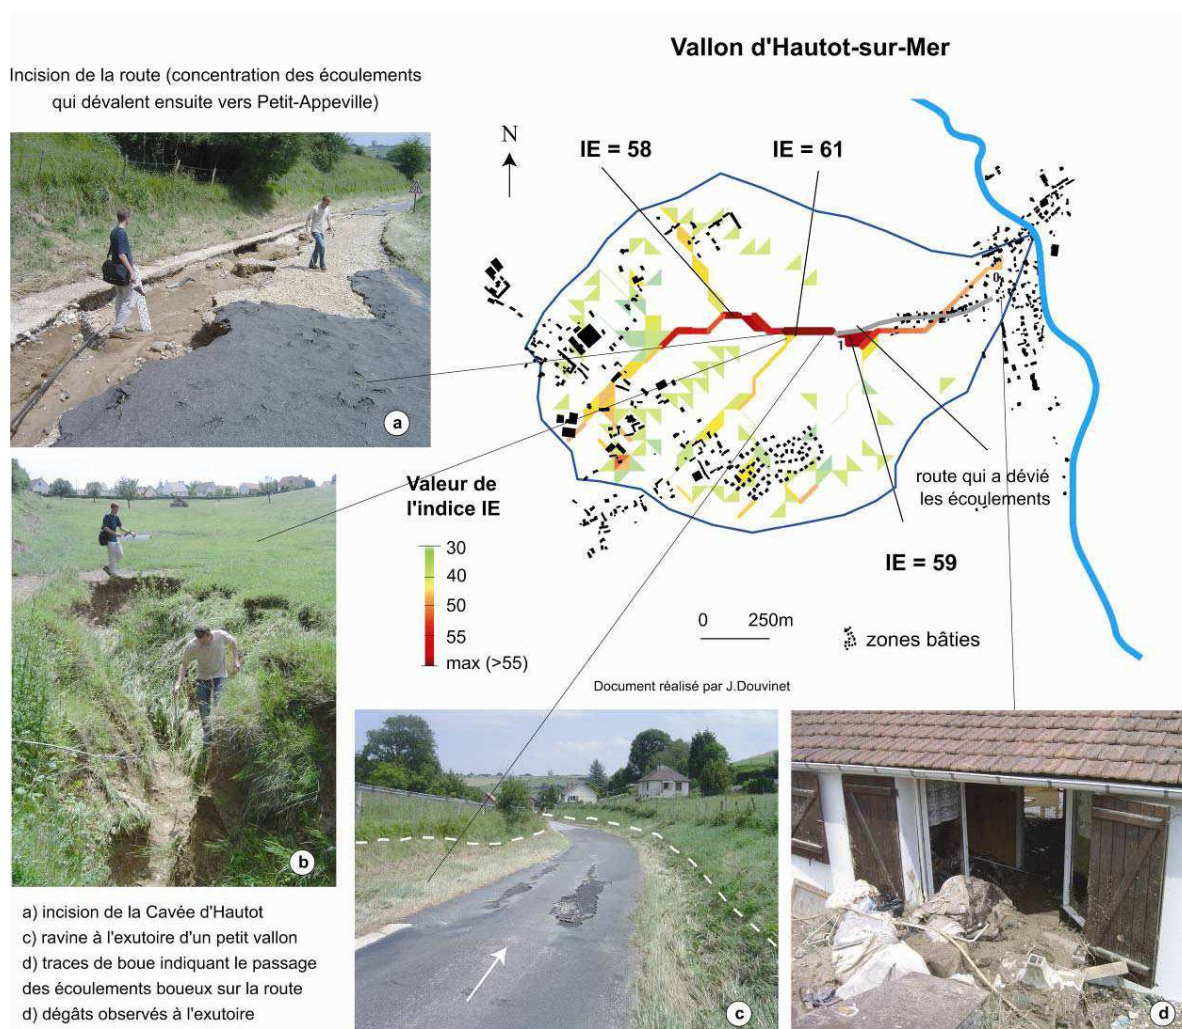 Vallon d'Hautot-sur-Mer
Incision de la route (concentration des écoulements
qui dévalent ensuite vers Petit-Appeville)
N
IE = 58
IE = 61
0
1
a
route qui a dévié
les écoulements
Valeur de
l'indice IE
30
40
50
55
max (>55)
IE = 59
0 250m
zones bâties
Document réalisé par J.Douvinet
b
c
d
a) incision de la Cavée d'Hautot
c) ravine à l'exutoire d'un petit vallon
d) traces de boue indiquant le passage
des écoulements boueux sur la route
d) dégâts observés à l'exutoire